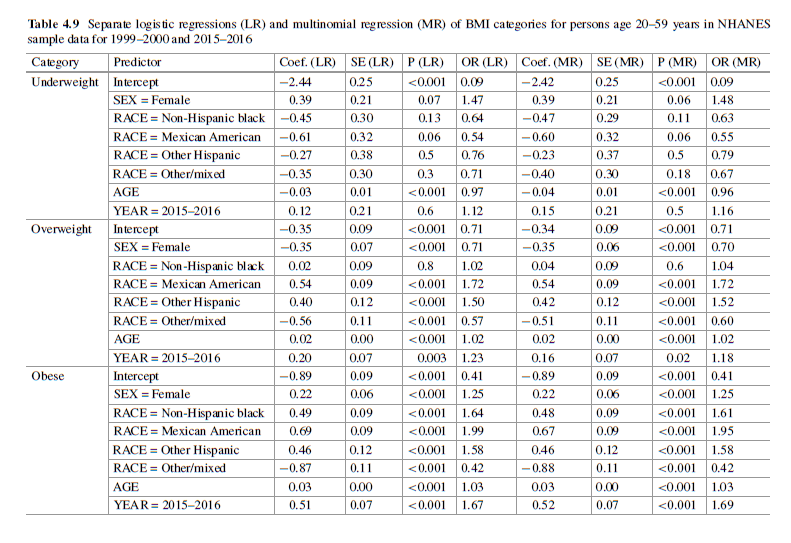 Table 4.9 Separate logistic regressions (LR) and multinomial regression (MR) of BMI categories for persons age 20–59 years in NHANES
sample data for 1999–2000 and 2015–2016
Category Predictor Coef. (LR) SE (LR) P (LR) OR (LR) Coef. (MR) SE (MR) P (MR) OR (MR)
Underweight Intercept −2.44 0.25 <0.001 0.09 −2.42 0.25 <0.001 0.09
SEX = Female 0.39 0.21 0.07 1.47 0.39 0.21 0.06 1.48
RACE = Non-Hispanic black −0.45 0.30 0.13 0.64 −0.47 0.29 0.11 0.63
RACE = Mexican American −0.61 0.32 0.06 0.54 −0.60 0.32 0.06 0.55
RACE = Other Hispanic −0.27 0.38 0.5 0.76 −0.23 0.37 0.5 0.79
RACE = Other/mixed −0.35 0.30 0.3 0.71 −0.40 0.30 0.18 0.67
AGE −0.03 0.01 <0.001 0.97 −0.04 0.01 <0.001 0.96
YEAR = 2015–2016 0.12 0.21 0.6 1.12 0.15 0.21 0.5 1.16
Overweight Intercept −0.35 0.09 <0.001 0.71 −0.34 0.09 <0.001 0.71
SEX = Female −0.35 0.07 <0.001 0.71 −0.35 0.06 <0.001 0.70
RACE = Non-Hispanic black 0.02 0.09 0.8 1.02 0.04 0.09 0.6 1.04
RACE = Mexican American 0.54 0.09 <0.001 1.72 0.54 0.09 <0.001 1.72
RACE = Other Hispanic 0.40 0.12 <0.001 1.50 0.42 0.12 <0.001 1.52
RACE = Other/mixed −0.56 0.11 <0.001 0.57 −0.51 0.11 <0.001 0.60
AGE 0.02 0.00 <0.001 1.02 0.02 0.00 <0.001 1.02
YEAR = 2015–2016 0.20 0.07 0.003 1.23 0.16 0.07 0.02 1.18
Obese Intercept −0.89 0.09 <0.001 0.41 −0.89 0.09 <0.001 0.41
SEX = Female 0.22 0.06 <0.001 1.25 0.22 0.06 <0.001 1.25
RACE = Non-Hispanic black 0.49 0.09 <0.001 1.64 0.48 0.09 <0.001 1.61
RACE = Mexican American 0.69 0.09 <0.001 1.99 0.67 0.09 <0.001 1.95
RACE = Other Hispanic 0.46 0.12 <0.001 1.58 0.46 0.12 <0.001 1.58
RACE = Other/mixed −0.87 0.11 <0.001 0.42 −0.88 0.11 <0.001 0.42
AGE 0.03 0.00 <0.001 1.03 0.03 0.00 <0.001 1.03
YEAR = 2015–2016 0.51 0.07 <0.001 1.67 0.52 0.07 <0.001 1.69